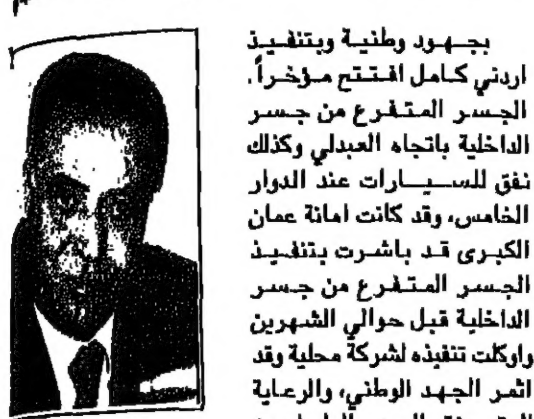 بجهود وطنية وبتنفيذ
اردني كامل افتتح مؤخراً،
الجسر المتفرع من جسر
الداخلية باتجاه العبدلي وكذلك
نفق للسيارات عند الدوار
الخامس، وقد كانت امانة عمان
الكبرى قد باشرت بتنفيذ
الجسر المتفرع من جسر
الداخلية قبل حوالي الشهرين
واوكلت تنفيذه لشركة محلية وقد
اثمر الجهد الوطني، والرعاية